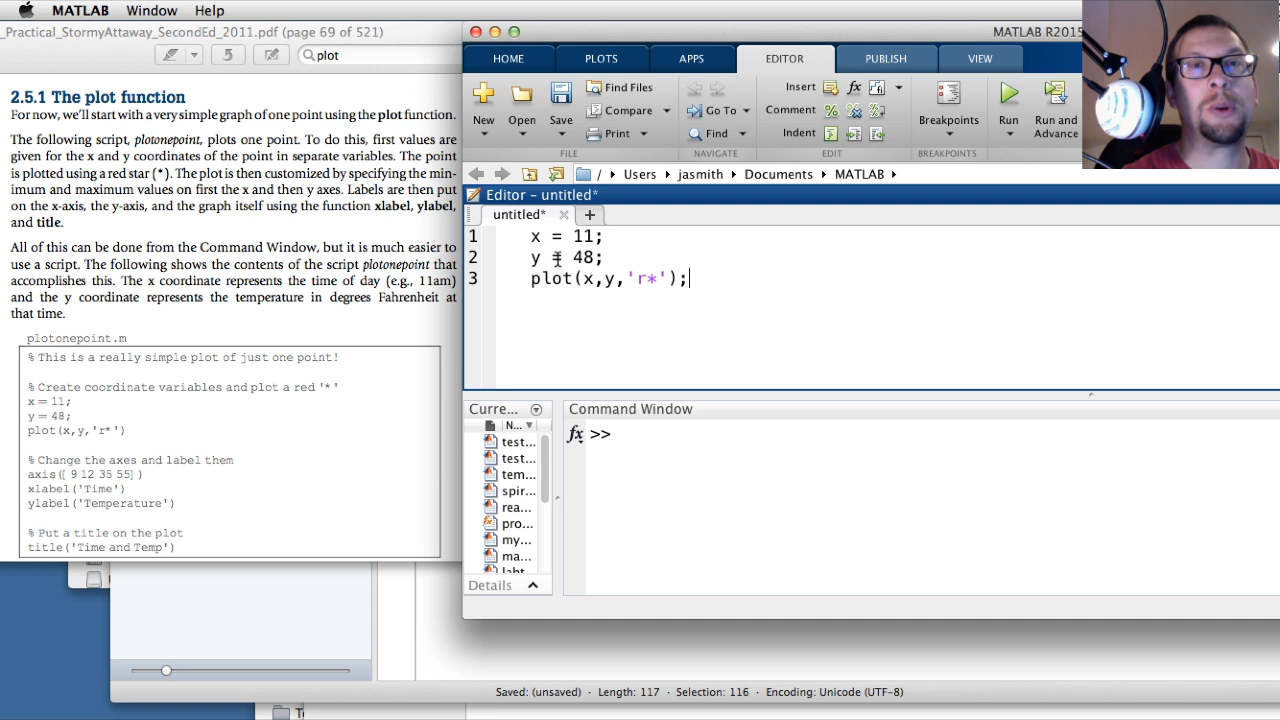 MATLAB Window Help
_Practical_StormyAttaway_SecondEd_2011.pdf (page 69 of 521)
plot
2.5.1 The plot function
For now, we'll start with a very simple graph of one point using the plot function.
The following script, plotonepoint, plots one point. To do this, first values are
given for the x and y coordinates of the point in separate variables. The point
is plotted using a red star (*). The plot is then customized by specifying the min-
imum and maximum values on first the x and then y axes. Labels are then put
on the x-axis, the y-axis, and the graph itself using the function xlabel, ylabel,
and title.
All of this can be done from the Command Window, but it is much easier to
use a script. The following shows the contents of the script plotonepoint that
accomplishes this. The x coordinate represents the time of day (e.g., 11am)
and the y coordinate represents the temperature in degrees Fahrenheit at
that time.
plotonepoint.m
% This is a really simple plot of just one point!
% Create coordinate variables and plot a red '*'
x = 11;
y = 48;
plot(x,y,'r*')
% Change the axes and label them
axis([ 9 12 35 55] )
xlabel('Time')
ylabel('Temperature')
% Put a title on the plot
title('Time and Temp')
MATLAB R2015
HOME PLOTS APPS EDITOR PUBLISH VIEW
New Open Save Find Files Compare Print
Go To Find
Insert fx Comment % Indent
Breakpoints Run Run and Advance
FILE NAVIGATE EDIT BREAKPOINTS
/ Users jasmith Documents MATLAB
Editor - untitled*
untitled* +
1 x = 11;
2 y = 48;
3 plot(x,y,'r*');
Curre... Command Window
N... fx >>
test...
test...
tem...
spir...
rea...
pro...
my...
ma...
labt...
Details
Saved: (unsaved) · Length: 117 · Selection: 116 · Encoding: Unicode (UTF-8)